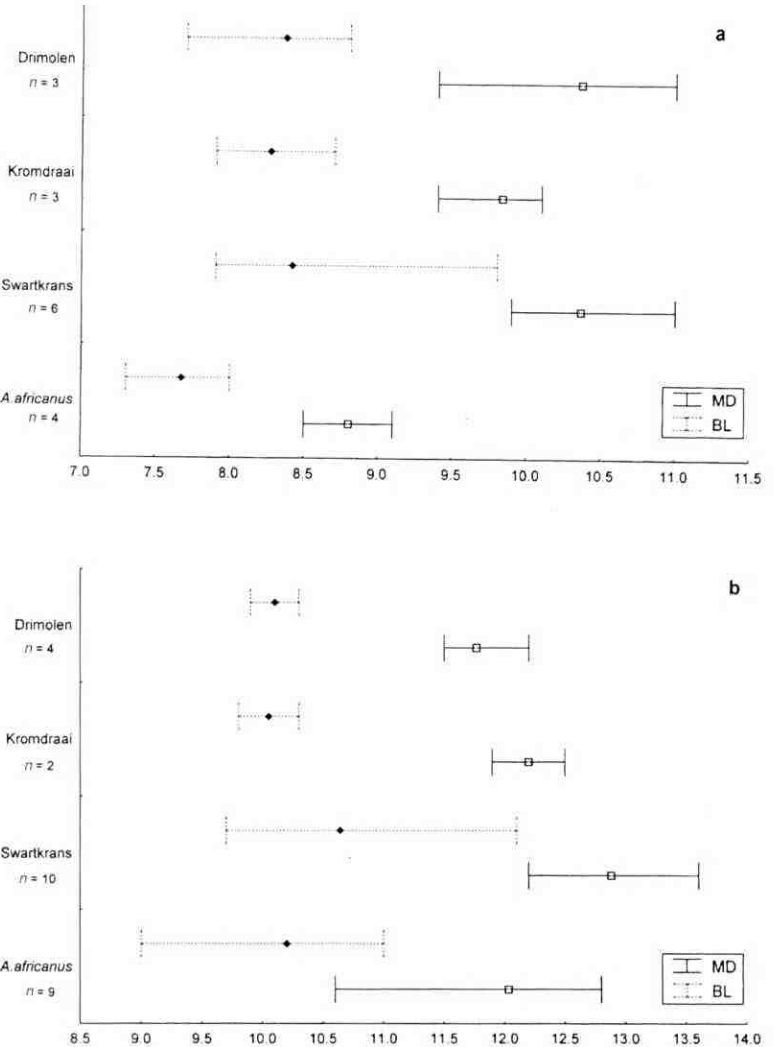 a
Drimolen
n = 3
Kromdraai
n = 3
Swartkrans
n = 6
A.africanus
n = 4
MD
BL
7.0 7.5 8.0 8.5 9.0 9.5 10.0 10.5 11.0 11.5
b
Drimolen
n = 4
Kromdraai
n = 2
Swartkrans
n = 10
A.africanus
n = 9
MD
BL
8.5 9.0 9.5 10.0 10.5 11.0 11.5 12.0 12.5 13.0 13.5 14.0